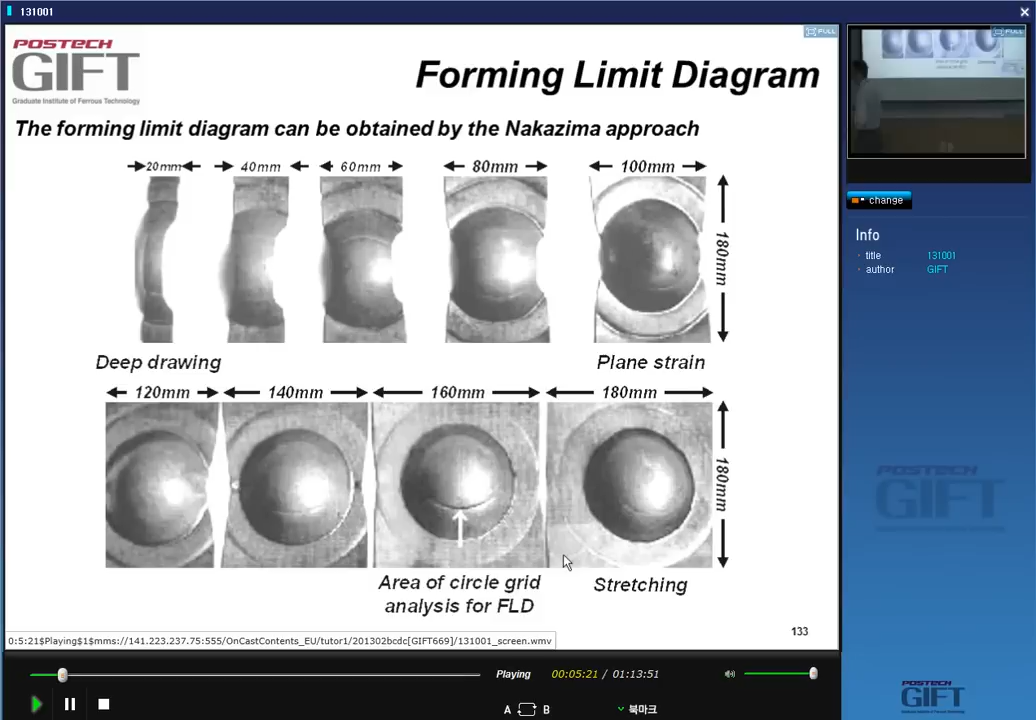 131001
FULL
POSTECH
GIFT
Graduate Institute of Ferrous Technology
Forming Limit Diagram
The forming limit diagram can be obtained by the Nakazima approach
20mm 40mm 60mm 80mm 100mm
180mm
Deep drawing Plane strain
120mm 140mm 160mm 180mm
180mm
Area of circle grid
analysis for FLD
Stretching
133
0:5:21$Playing$1$mms://141.223.237.75:555/OnCastContents_EU/tutor1/201302bcdc[GIFT669]/131001_screen.wmv
Playing 00:05:21 / 01:13:51
A B 북마크
FULL
change
Info
title 131001
author GIFT
POSTECH
GIFT
POSTECH
GIFT